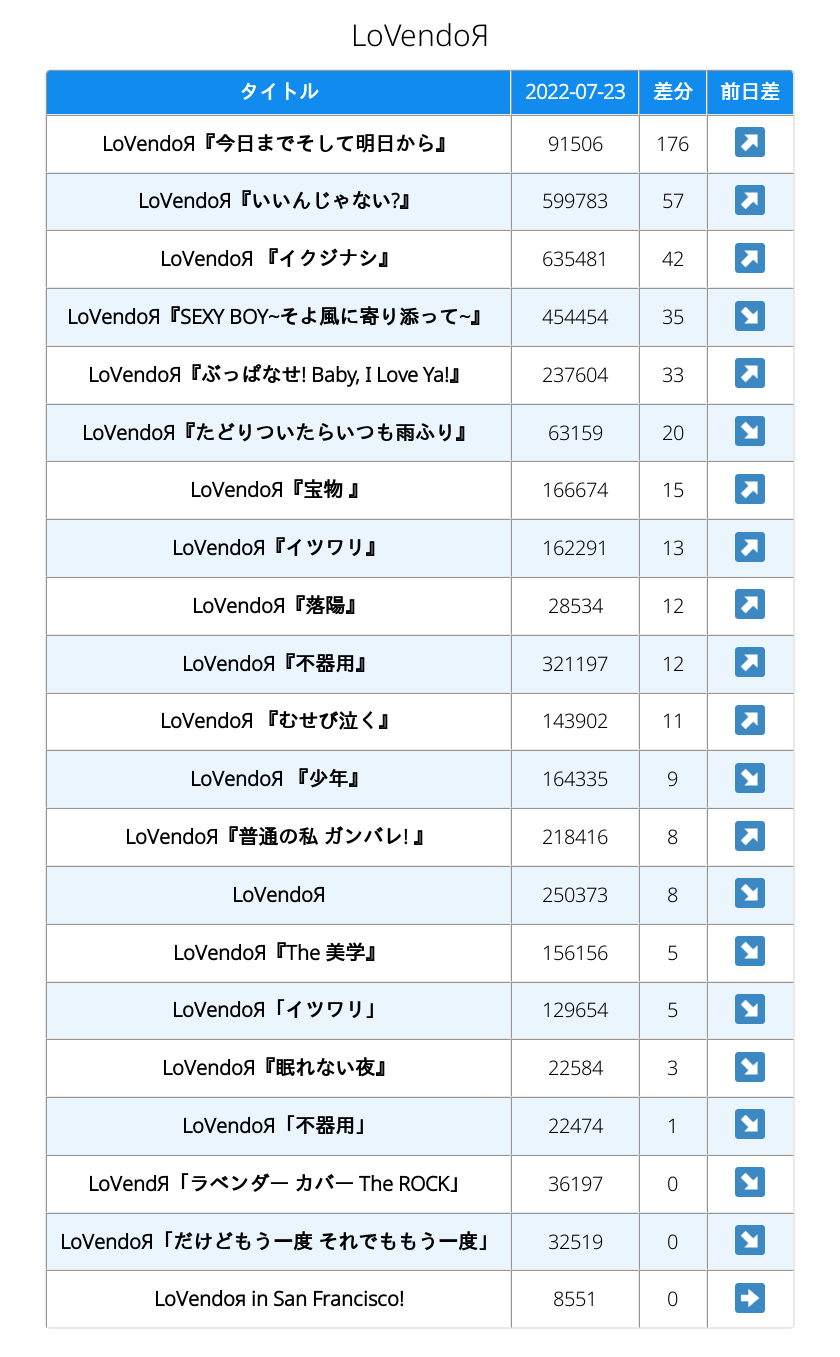 LoVendoЯ
タイトル 2022-07-23 差分 前日差
LoVendoЯ『今日までそして明日から』 91506 176
LoVendoЯ『いいんじゃない?』 599783 57
LoVendoЯ 『イクジナシ』 635481 42
LoVendoЯ『SEXY BOY~そよ風に寄り添って~』 454454 35
LoVendoЯ『ぶっぱなせ! Baby, I Love Ya!』 237604 33
LoVendoЯ『たどりついたらいつも雨ふり』 63159 20
LoVendoЯ『宝物 』 166674 15
LoVendoЯ『イツワリ』 162291 13
LoVendoЯ『落陽』 28534 12
LoVendoЯ『不器用』 321197 12
LoVendoЯ 『むせび泣く』 143902 11
LoVendoЯ 『少年』 164335 9
LoVendoЯ『普通の私 ガンバレ! 』 218416 8
LoVendoЯ 250373 8
LoVendoЯ『The 美学』 156156 5
LoVendoЯ「イツワリ」 129654 5
LoVendoЯ『眠れない夜』 22584 3
LoVendoЯ「不器用」 22474 1
LoVendЯ「ラベンダー カバー The ROCK」 36197 0
LoVendoЯ「だけどもう一度 それでももう一度」 32519 0
LoVendoя in San Francisco! 8551 0